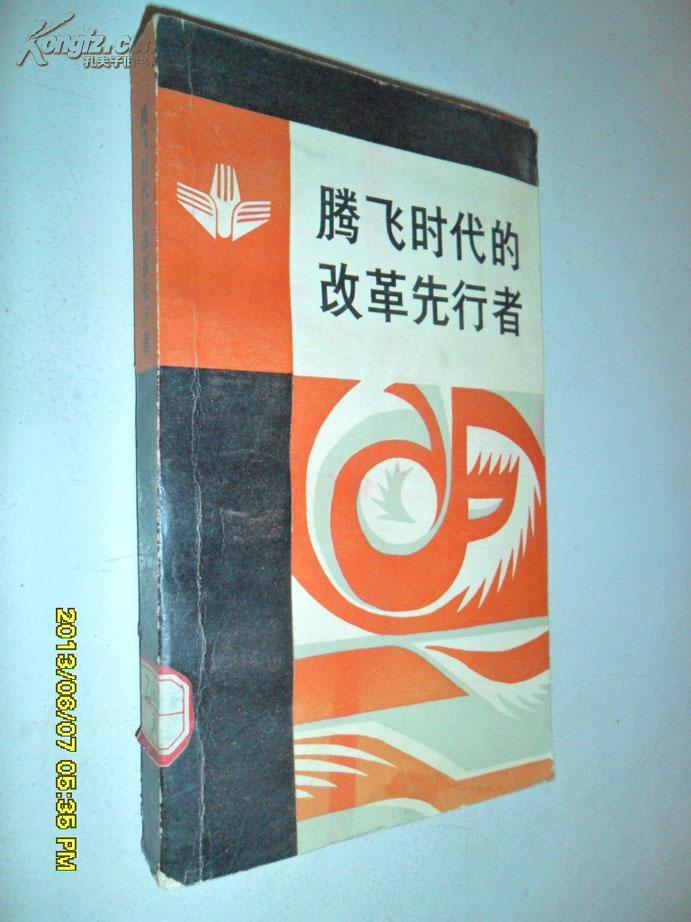 Kongfz.com
孔夫子旧书网
腾飞时代的
改革先行者
腾飞时代的改革先行者
2013/06/07 05:35 PM